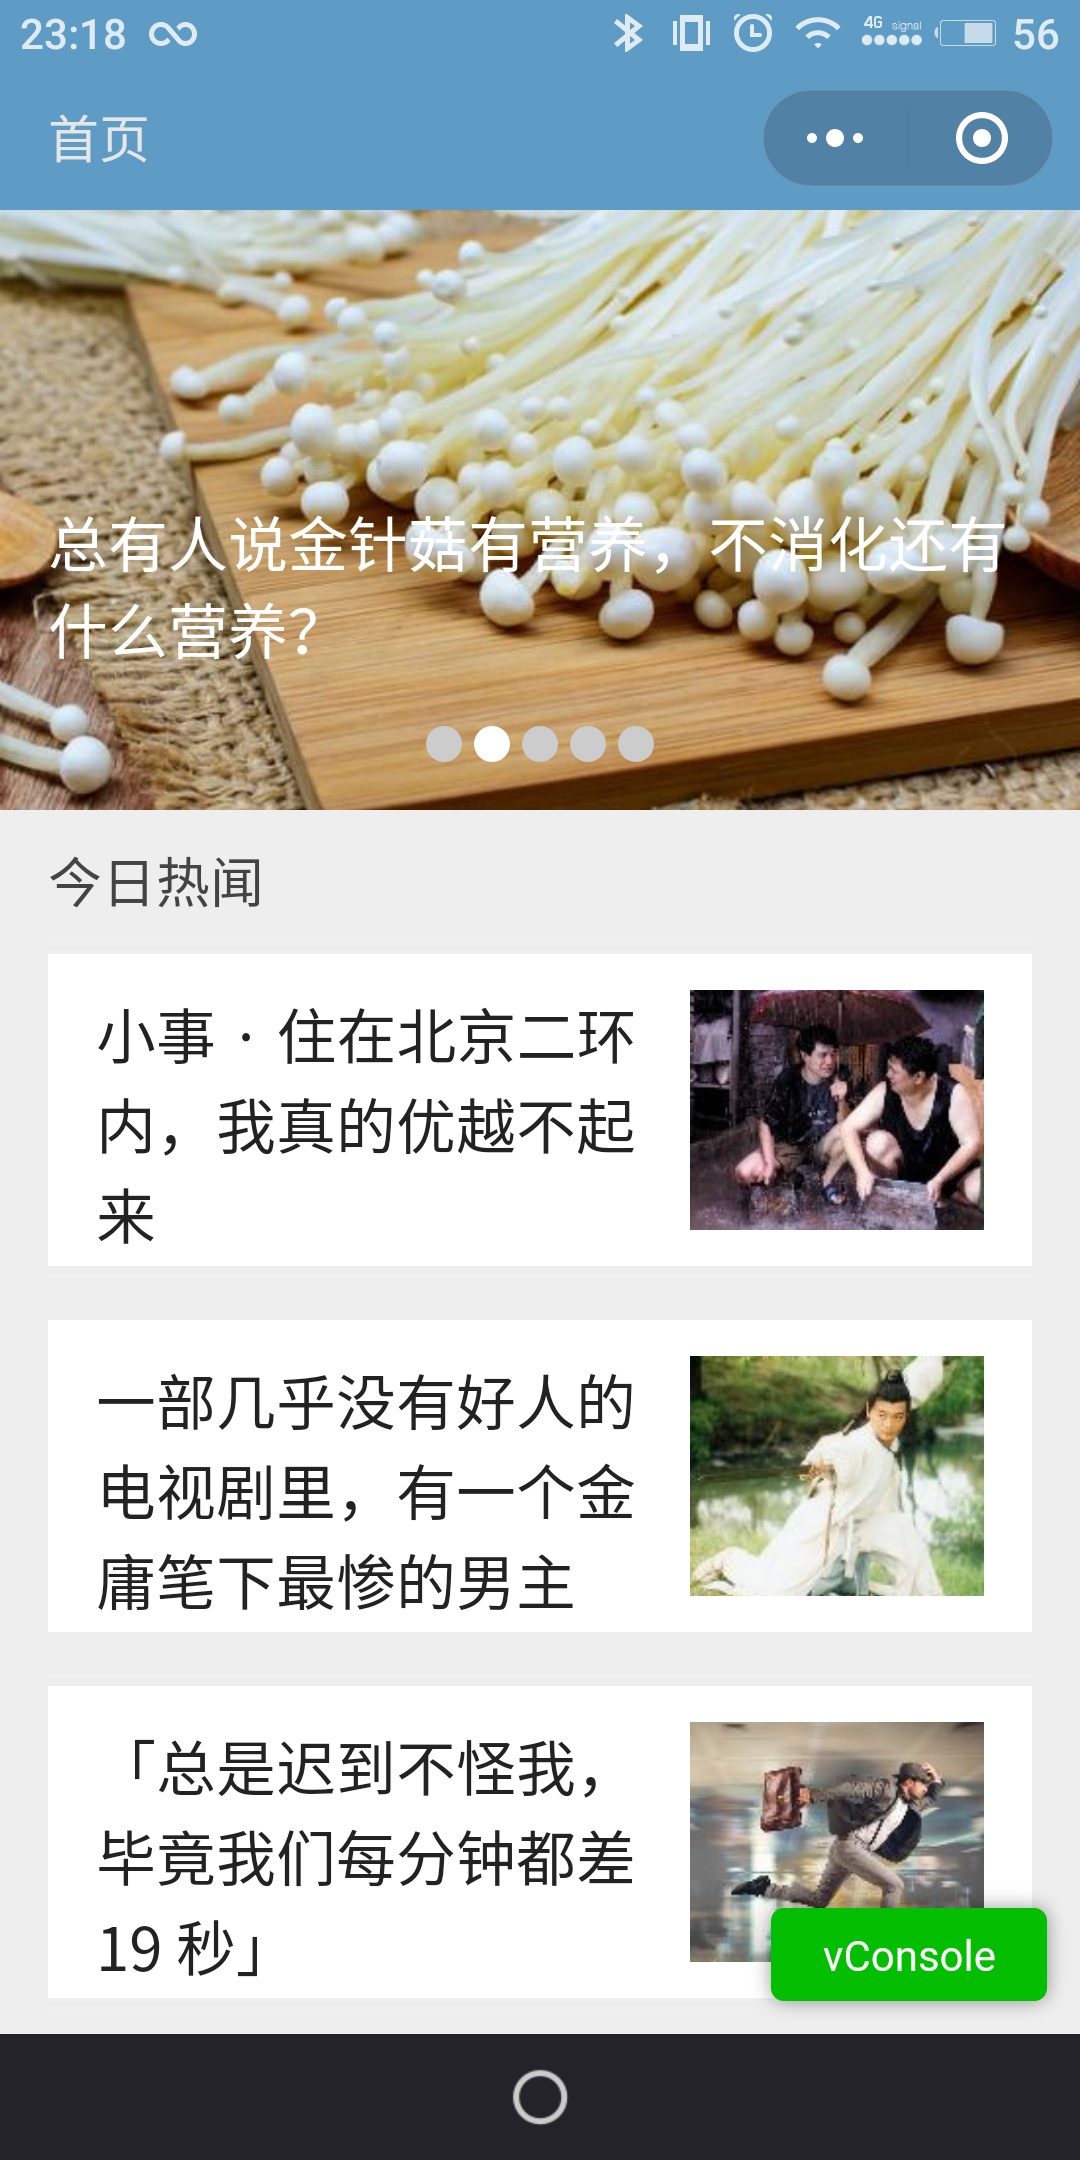 23:18
4G signal
56
首页
总有人说金针菇有营养，不消化还有
什么营养？
今日热闻
小事 · 住在北京二环
内，我真的优越不起
来
一部几乎没有好人的
电视剧里，有一个金
庸笔下最惨的男主
「总是迟到不怪我，
毕竟我们每分钟都差
19 秒」
vConsole